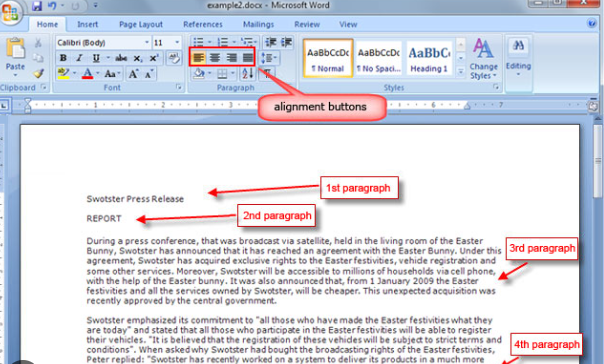 example2.docx - Microsoft Word
Home Insert Page Layout References Mailings Review View
Calibri (Body) 11
Paste
B I U abc x₂ x²
Aa A A
AaBbCcDc AaBbCcDc AaBbC
¶ Normal ¶ No Spaci... Heading 1
Change Styles
Editing
Clipboard Font Paragraph Styles
alignment buttons
1st paragraph
Swotster Press Release
2nd paragraph
REPORT
During a press conference, that was broadcast via satellite, held in the living room of the Easter
Bunny, Swotster has announced that it has reached an agreement with the Easter Bunny. Under this
agreement, Swotster has acquired exclusive rights to the Easter festivities, vehicle registration and
some other services. Moreover, Swotster will be accessible to millions of households via cell phone,
with the help of the Easter bunny. It was also announced that, from 1 January 2009 the Easter
festivities and all the services owned by Swotster, will be cheaper. This unexpected acquisition was
recently approved by the central government.
3rd paragraph
Swotster emphasized its commitment to "all those who have made the Easter festivities what they
are today" and stated that all those who participate in the Easter festivities will be able to register
their vehicles. "It is believed that the registration of these vehicles will be subject to strict terms and
conditions". When asked why Swotster had bought the broadcasting rights of the Easter festivities,
Peter replied: "Swotster has recently worked on a system to deliver its products in a much more
4th paragraph